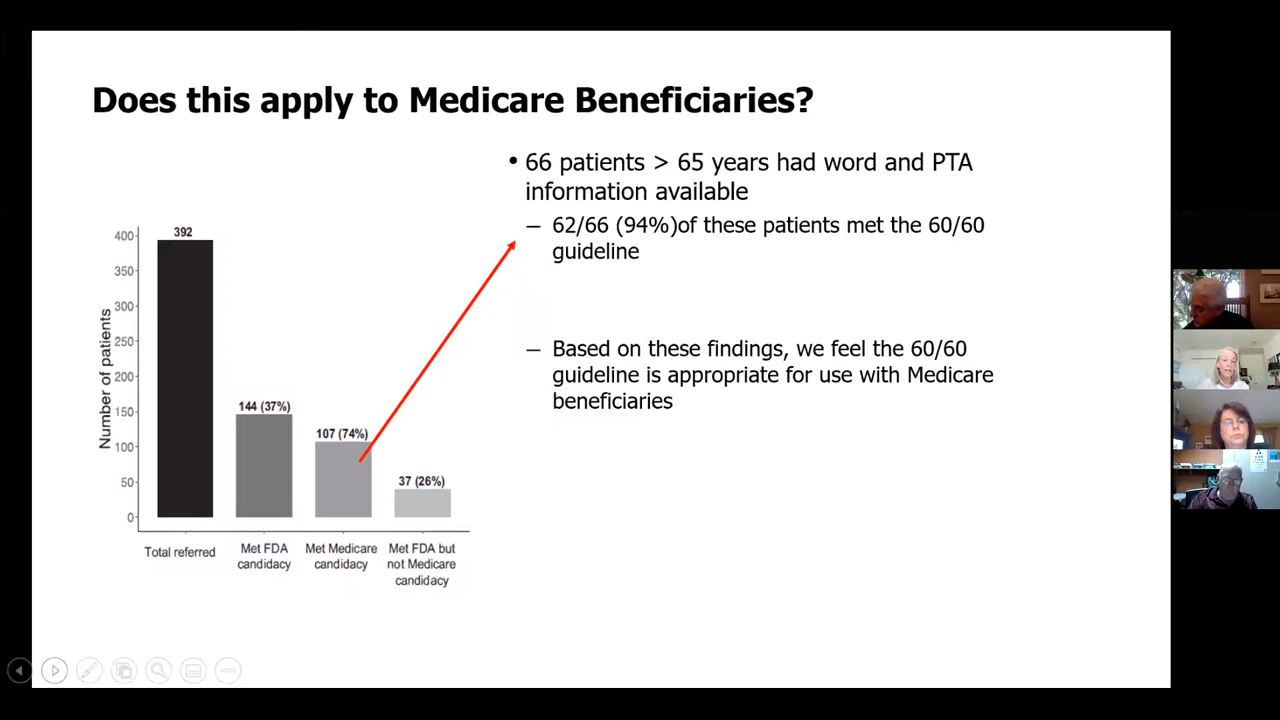 Does this apply to Medicare Beneficiaries?
• 66 patients > 65 years had word and PTA
information available
– 62/66 (94%)of these patients met the 60/60
guideline
– Based on these findings, we feel the 60/60
guideline is appropriate for use with Medicare
beneficiaries
Number of patients
400
350
300
250
200
150
100
50
0
392
144 (37%)
107 (74%)
37 (26%)
Total referred
Met FDA
candidacy
Met Medicare
candidacy
Met FDA but
not Medicare
candidacy